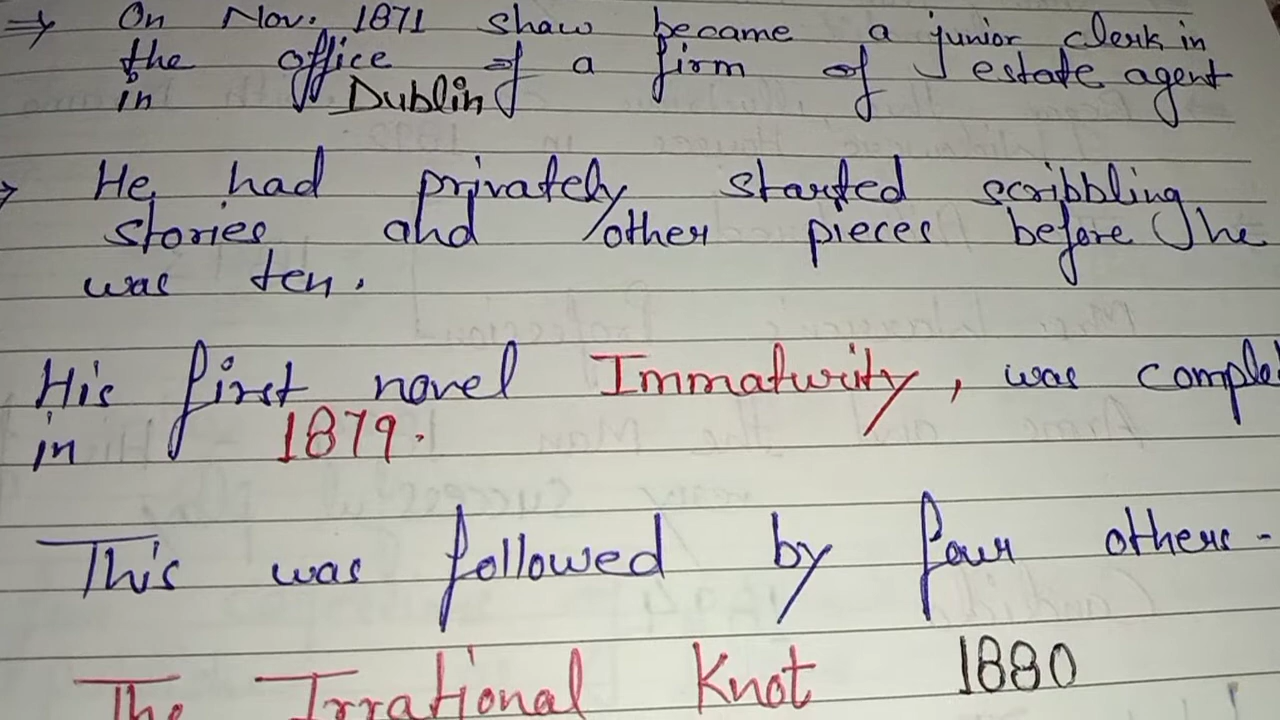 ⇒ On Nov. 1871 shaw became a junior clerk in
the office of a firm of estate agent
in Dublin
He had privately started scribbling
stories and other pieces before he
was ten.
His first novel Immaturity, was comple
in 1879.
This was followed by four others -
The Irrational Knot 1880